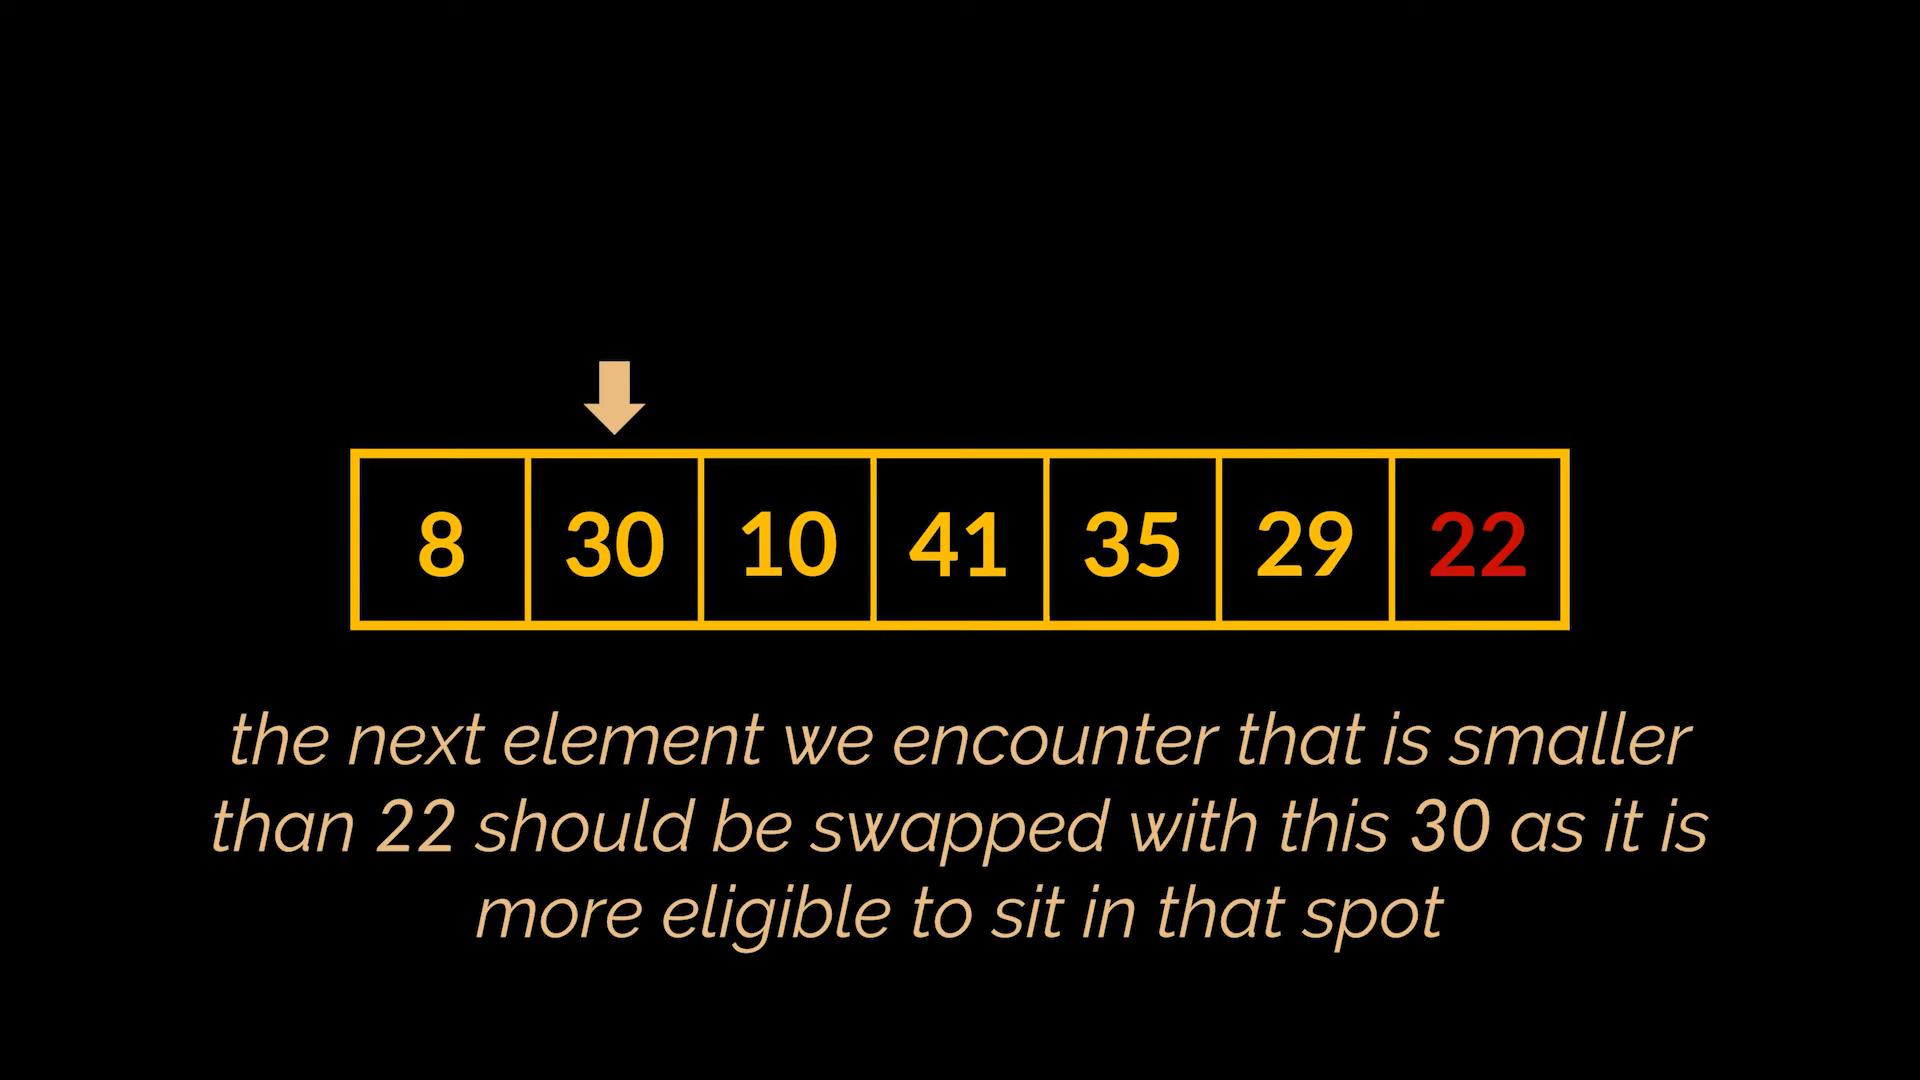 8 30 10 41 35 29 22
the next element we encounter that is smaller
than 22 should be swapped with this 30 as it is
more eligible to sit in that spot